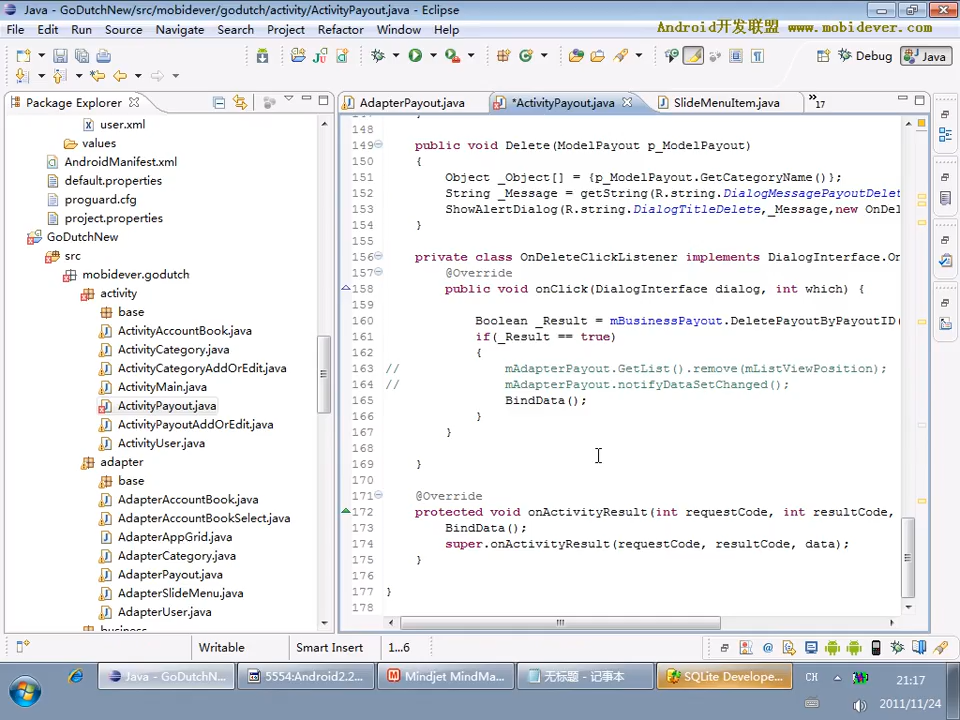 Java - GoDutchNew/src/mobidever/godutch/activity/ActivityPayout.java - Eclipse
File Edit Run Source Navigate Search Project Refactor Window Help
Android开发联盟 www.mobidever.com
Debug Java
Package Explorer
AdapterPayout.java *ActivityPayout.java SlideMenuItem.java »17
user.xml
values
AndroidManifest.xml
default.properties
proguard.cfg
project.properties
GoDutchNew
src
mobidever.godutch
activity
base
ActivityAccountBook.java
ActivityCategory.java
ActivityCategoryAddOrEdit.java
ActivityMain.java
ActivityPayout.java
ActivityPayoutAddOrEdit.java
ActivityUser.java
adapter
base
AdapterAccountBook.java
AdapterAccountBookSelect.java
AdapterAppGrid.java
AdapterCategory.java
AdapterPayout.java
AdapterSlideMenu.java
AdapterUser.java
148
149 public void Delete(ModelPayout p_ModelPayout)
150 {
151 Object _Object[] = {p_ModelPayout.GetCategoryName()};
152 String _Message = getString(R.string.DialogMessagePayoutDelet
153 ShowAlertDialog(R.string.DialogTitleDelete,_Message,new OnDel
154 }
155
156 private class OnDeleteClickListener implements DialogInterface.On
157 @Override
158 public void onClick(DialogInterface dialog, int which) {
159
160 Boolean _Result = mBusinessPayout.DeletePayoutByPayoutID(
161 if(_Result == true)
162 {
163 // mAdapterPayout.GetList().remove(mListViewPosition);
164 // mAdapterPayout.notifyDataSetChanged();
165 BindData();
166 }
167 }
168
169 }
170
171 @Override
172 protected void onActivityResult(int requestCode, int resultCode,
173 BindData();
174 super.onActivityResult(requestCode, resultCode, data);
175 }
176
177 }
178
Writable Smart Insert 1...6
Java - GoDutchN... 5554:Android2.2... Mindjet MindMa... 无标题 - 记事本 SQLite Develope... CH 21:17
2011/11/24